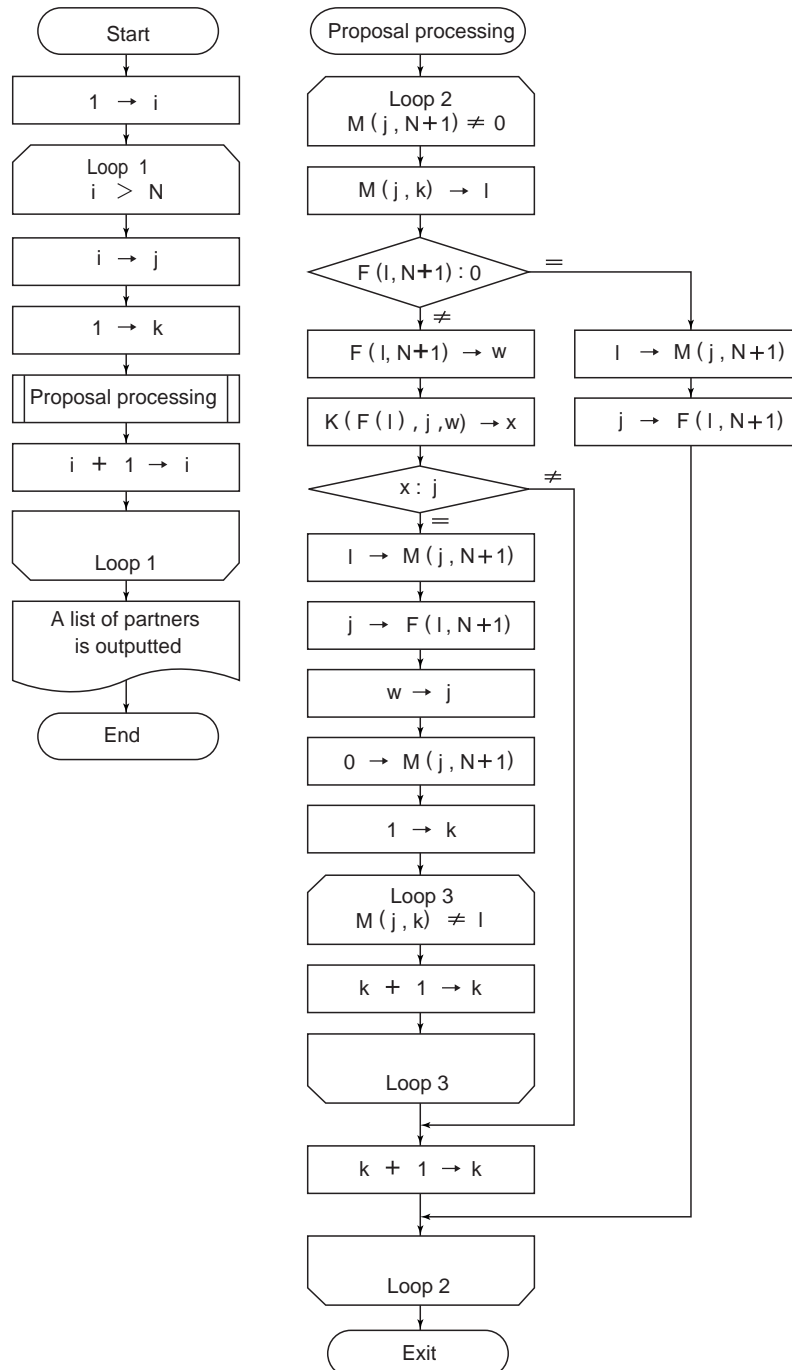 Start
1 → i
Loop 1
i > N
i → j
1 → k
Proposal processing
i + 1 → i
Loop 1
A list of partners
is outputted
End
Proposal processing
Loop 2
M(j, N+1) ≠ 0
M(j, k) → l
F(l, N+1) : 0
=
≠
F(l, N+1) → w
K(F(l), j, w) → x
x : j
≠
=
l → M(j, N+1)
j → F(l, N+1)
w → j
0 → M(j, N+1)
1 → k
Loop 3
M(j, k) ≠ l
k + 1 → k
Loop 3
k + 1 → k
Loop 2
Exit
l → M(j, N+1)
j → F(l, N+1)